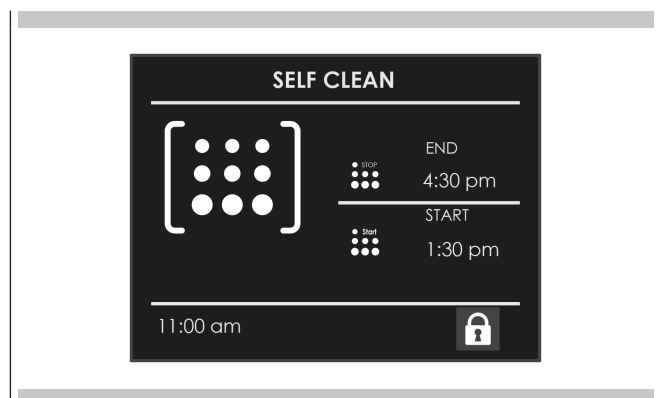 SELF CLEAN
STOP
END
4:30 pm
Start
START
1:30 pm
11:00 am